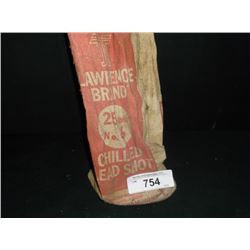 LAWRENCE
BRAND
25
No. 6
CHILLED
LEAD SHOT
754